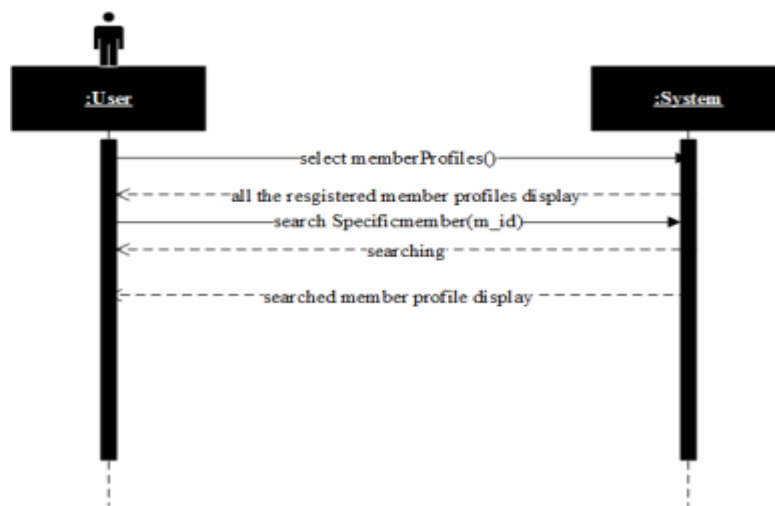 :User
:System
select memberProfiles()
all the resgistered member profiles display
search Specificmember(m_id)
searching
searched member profile display